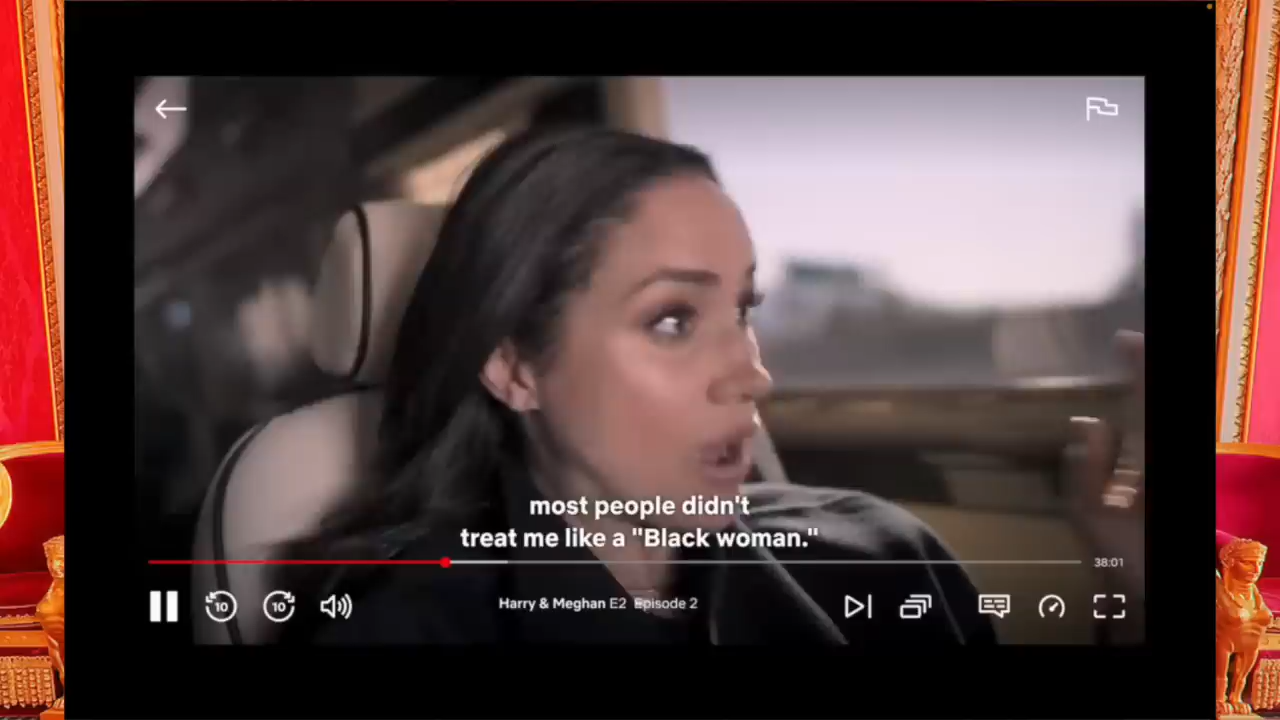 most people didn't
treat me like a "Black woman."
38:01
10
10
Harry & Meghan E2 Episode 2